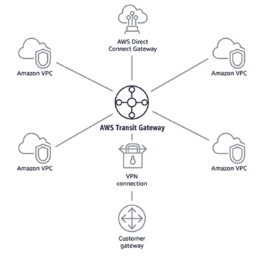 AWS Direct
Connect Gateway
Amazon VPC
Amazon VPC
AWS Transit Gateway
Amazon VPC
Amazon VPC
VPN
connection
Customer
gateway